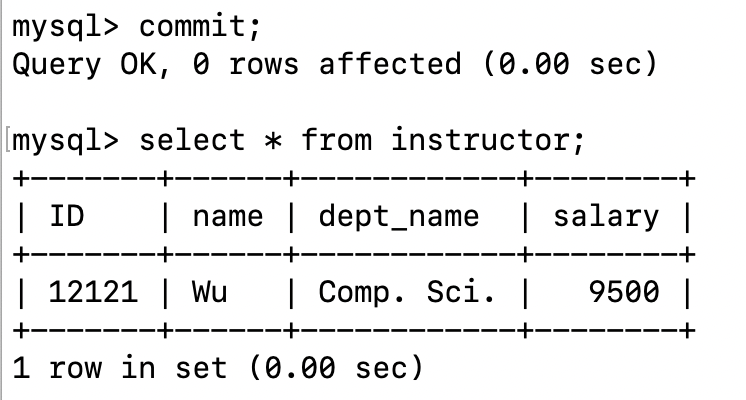 mysql> commit;
Query OK, 0 rows affected (0.00 sec)
[mysql> select * from instructor;
+-------+------+------------+--------+
| ID    | name | dept_name  | salary |
+-------+------+------------+--------+
| 12121 | Wu   | Comp. Sci. |   9500 |
+-------+------+------------+--------+
1 row in set (0.00 sec)